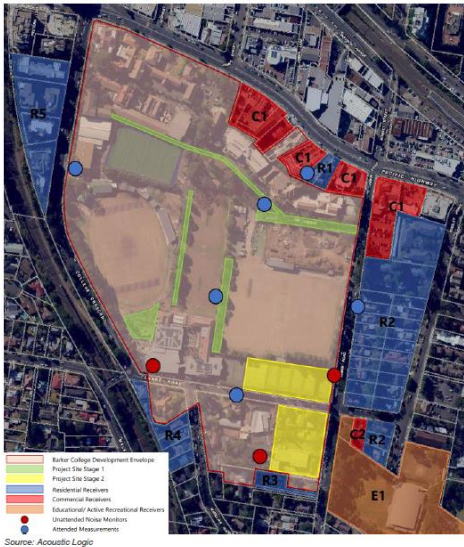 C1
R5
C1
R1
C1
PACIFIC HIGHWAY
C1
R2
C2
R2
R4
R3
E1
Barker College Development Envelope
Project Site Stage 1
Project Site Stage 2
Residential Receivers
Commercial Receivers
Educational/ Active Recreational Receivers
Unattended Noise Monitors
Attended Measurements
Source: Acoustic Logic